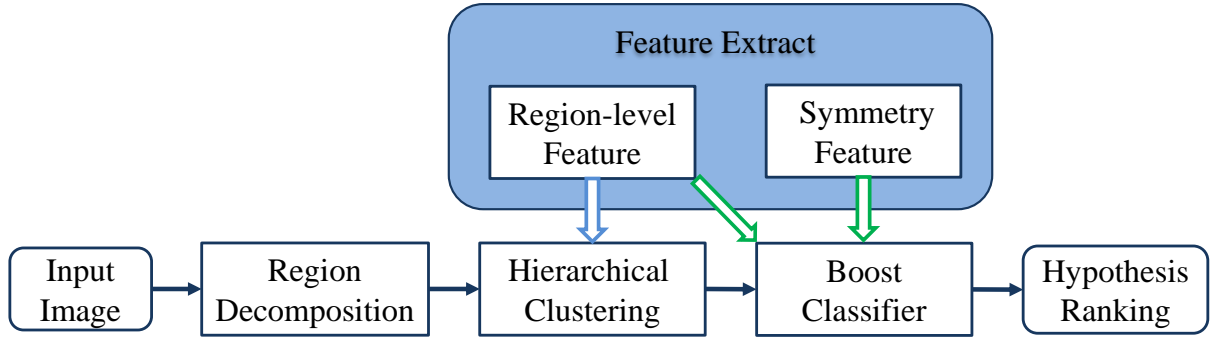 Feature Extract
Region-level
Feature
Symmetry
Feature
Input
Image
Region
Decomposition
Hierarchical
Clustering
Boost
Classifier
Hypothesis
Ranking